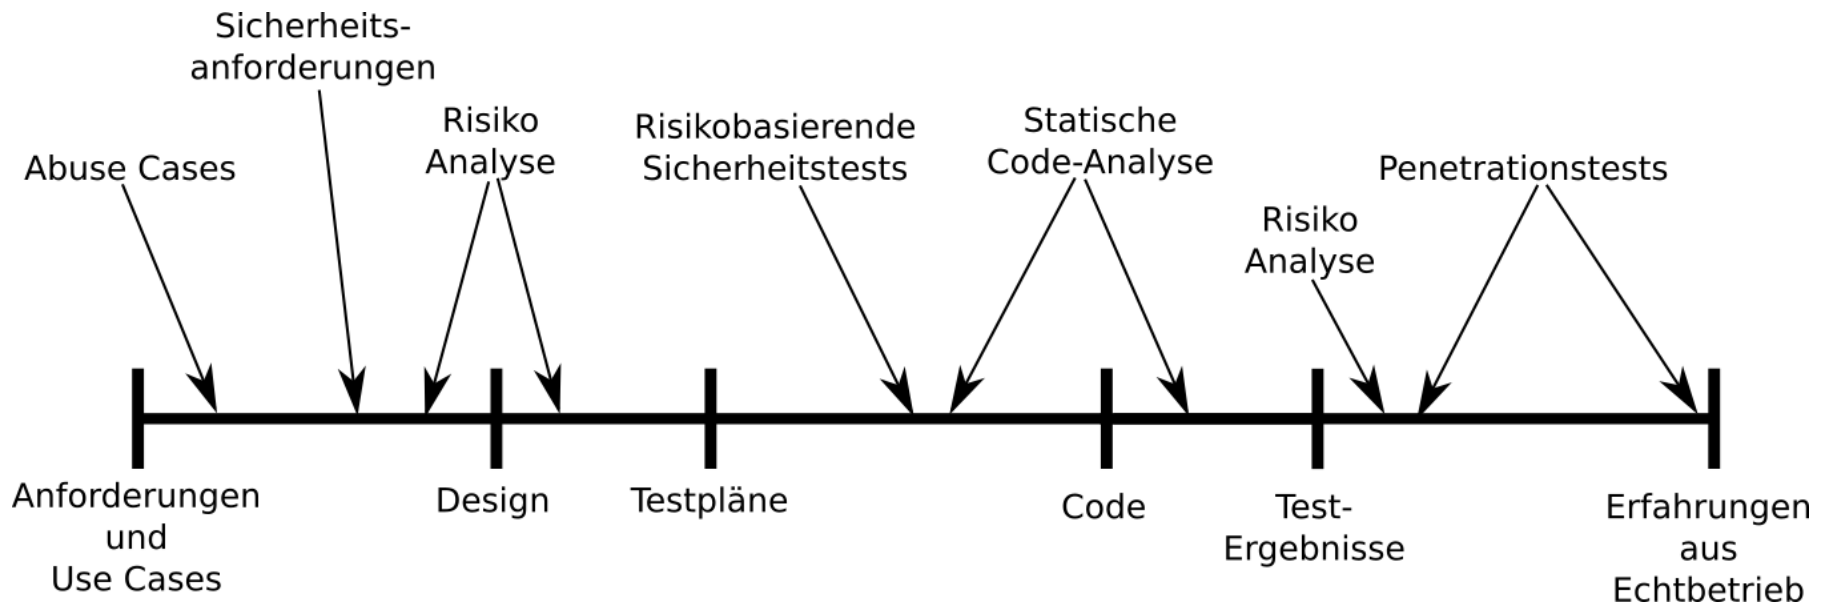 Sicherheits-
anforderungen
Abuse Cases
Risiko
Analyse
Risikobasierende
Sicherheitstests
Statische
Code-Analyse
Risiko
Analyse
Penetrationstests
Anforderungen
und
Use Cases
Design
Testpläne
Code
Test-
Ergebnisse
Erfahrungen
aus
Echtbetrieb